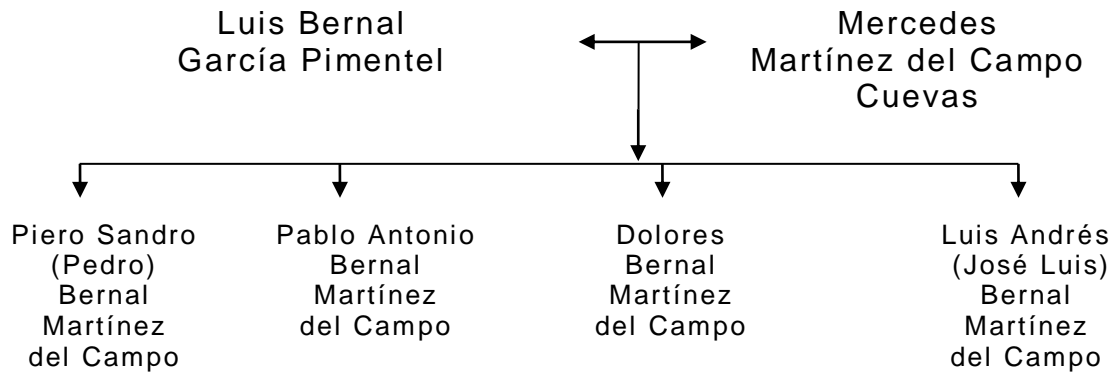 Luis Bernal
García Pimentel
Mercedes
Martínez del Campo
Cuevas
Piero Sandro
(Pedro)
Bernal
Martínez
del Campo
Pablo Antonio
Bernal
Martínez
del Campo
Dolores
Bernal
Martínez
del Campo
Luis Andrés
(José Luis)
Bernal
Martínez
del Campo